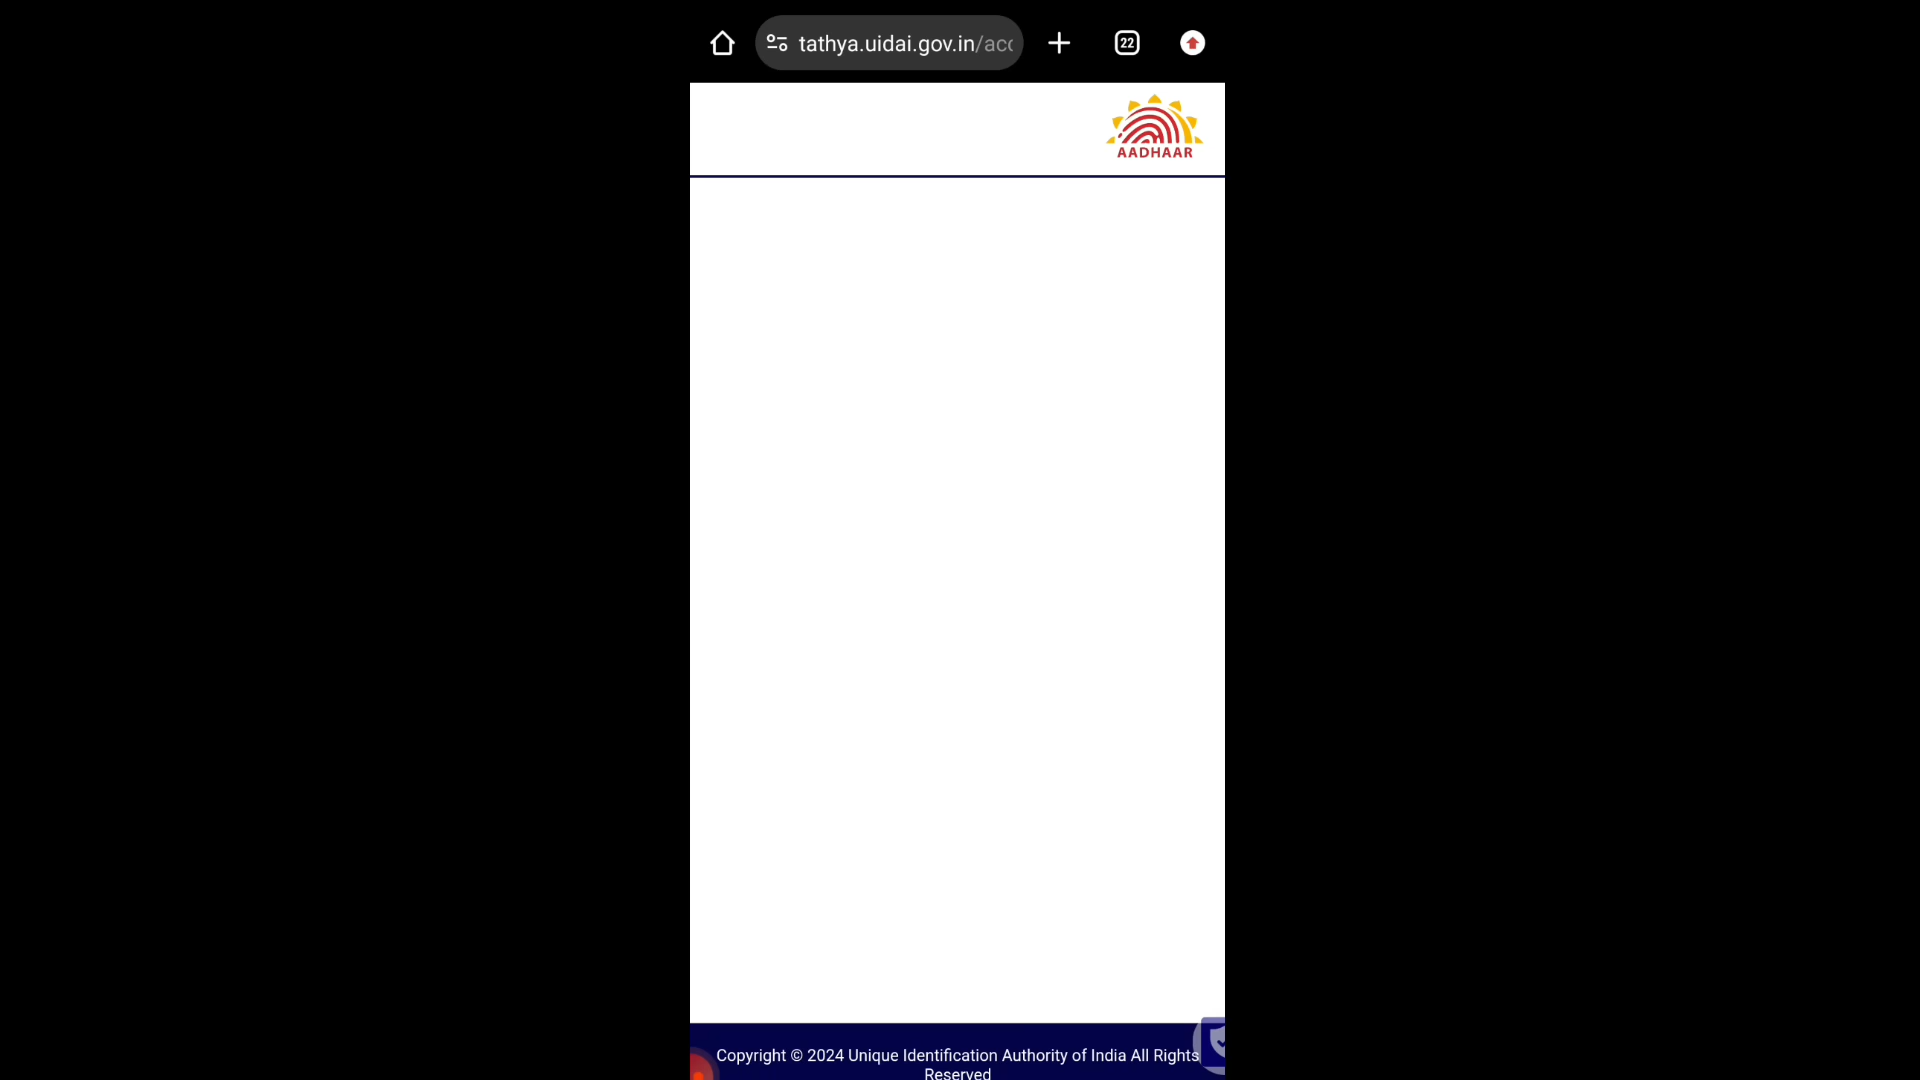 tathya.uidai.gov.in/acc
22
AADHAAR
Copyright © 2024 Unique Identification Authority of India All Rights
Reserved